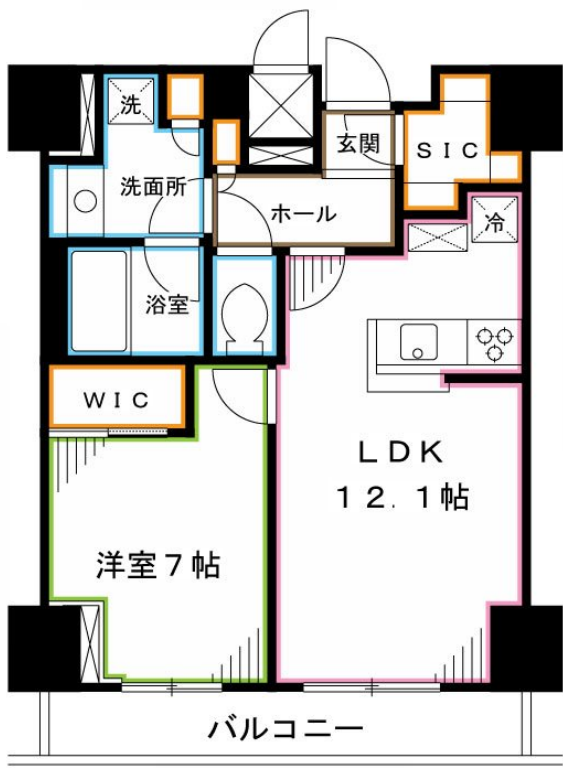 洗
玄関
SIC
洗面所
ホール
冷
浴室
WIC
LDK
12.1帖
洋室7帖
バルコニー